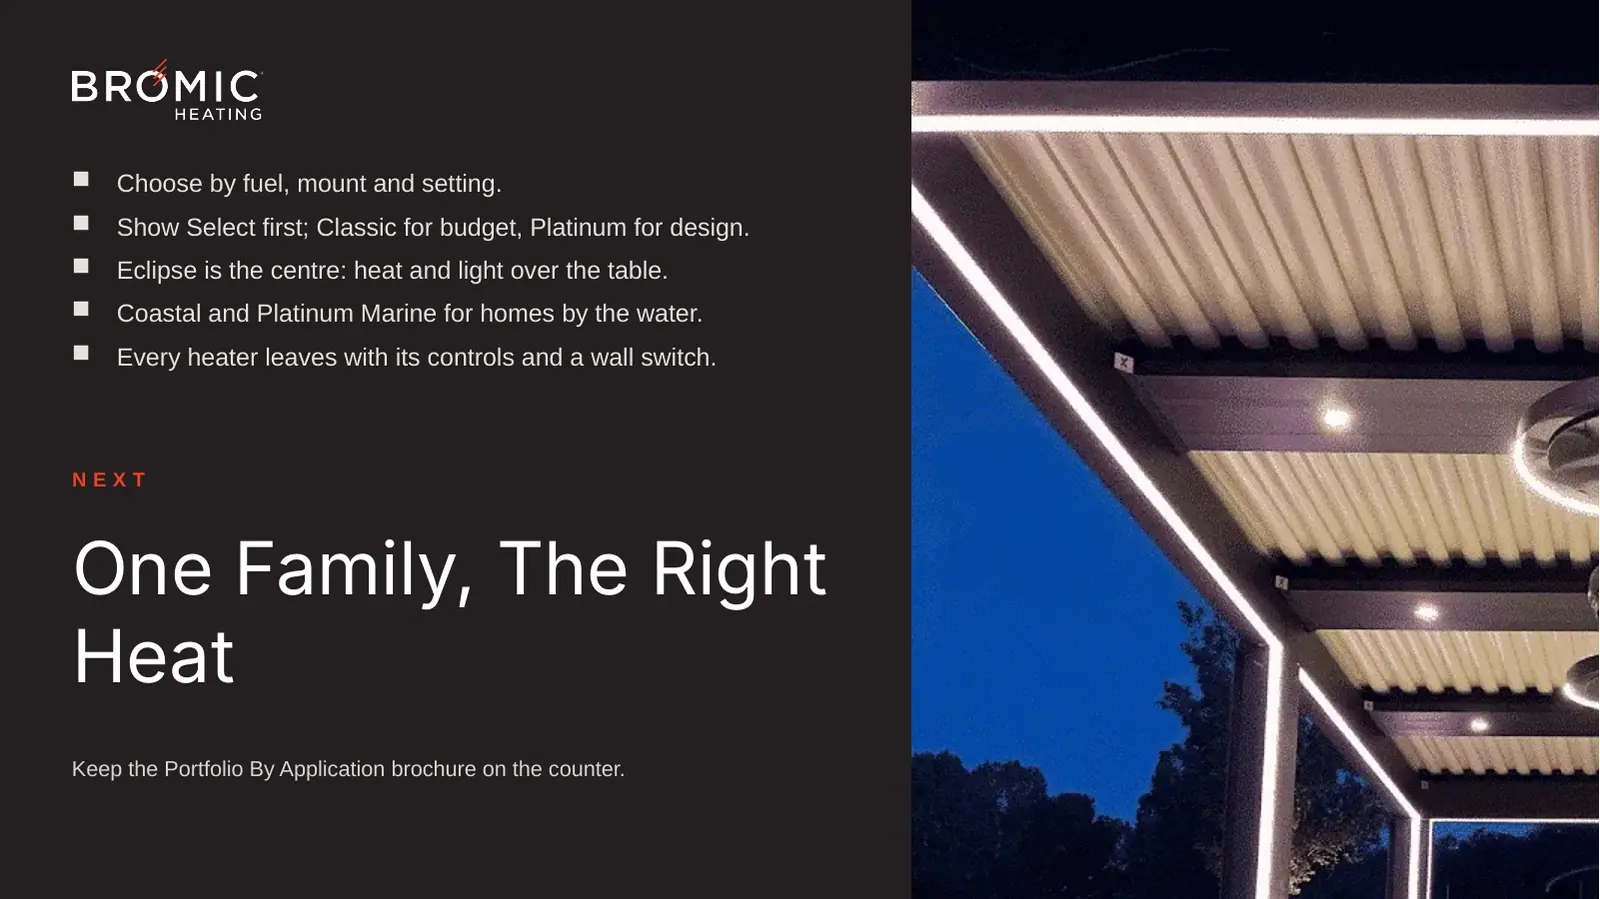 BROMIC
HEATING
Choose by fuel, mount and setting.
Show Select first; Classic for budget, Platinum for design.
Eclipse is the centre: heat and light over the table.
Coastal and Platinum Marine for homes by the water.
Every heater leaves with its controls and a wall switch.
NEXT
One Family, The Right
Heat
Keep the Portfolio By Application brochure on the counter.